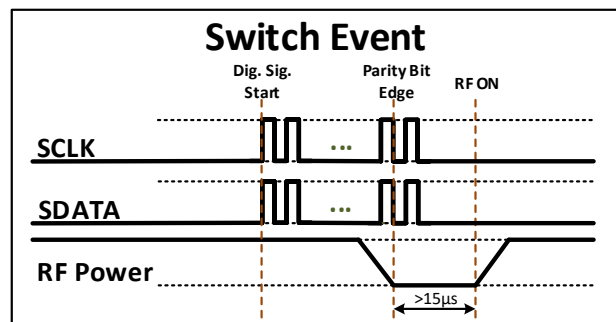 Switch Event
Dig. Sig.
Start
Parity Bit
Edge
RF ON
SCLK
...
SDATA
...
RF Power
>15µs